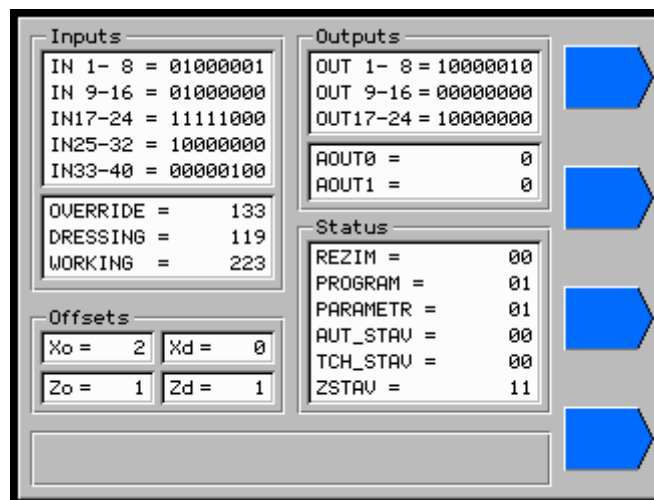 Inputs
IN 1- 8 = 01000001
IN 9-16 = 01000000
IN17-24 = 11111000
IN25-32 = 10000000
IN33-40 = 00000100
OVERRIDE = 133
DRESSING = 119
WORKING = 223
Offsets
Xo = 2
Xd = 0
Zo = 1
Zd = 1
Outputs
OUT 1- 8 = 10000010
OUT 9-16 = 00000000
OUT17-24 = 10000000
AOUT0 = 0
AOUT1 = 0
Status
REZIM = 00
PROGRAM = 01
PARAMETR = 01
AUT_STAV = 00
TCH_STAV = 00
ZSTAV = 11